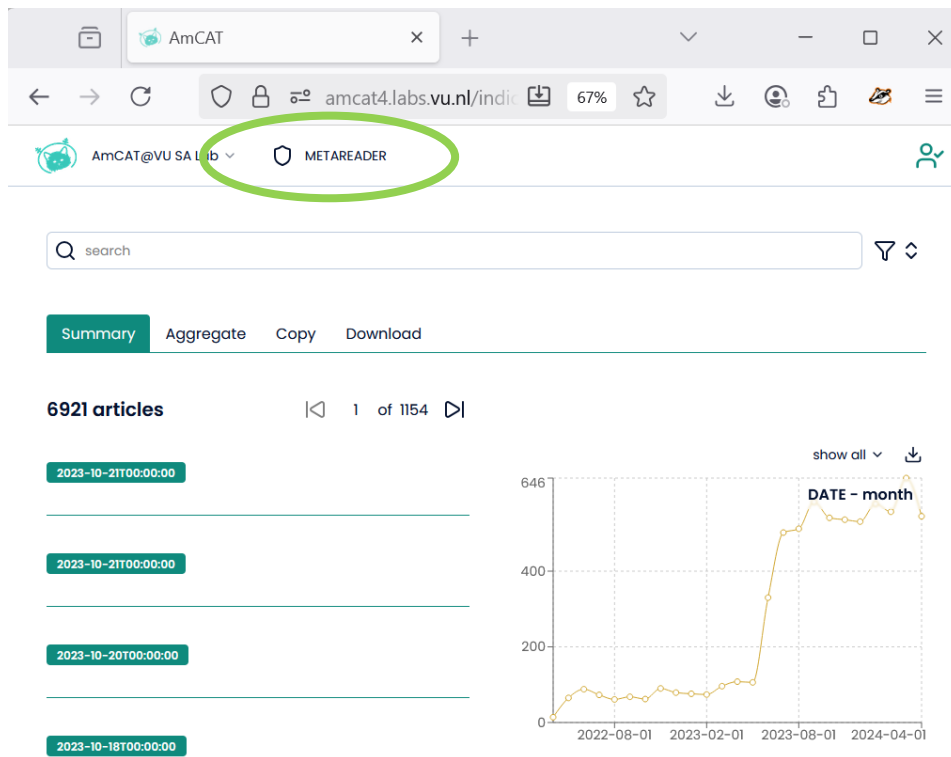 AmCAT
amcat4.labs.vu.nl/indic
67%
AmCAT@VU SA Lab
METAREADER
search
Summary Aggregate Copy Download
6921 articles 1 of 1154
show all
2023-10-21T00:00:00
646
DATE - month
2023-10-21T00:00:00
400
2023-10-20T00:00:00
200
0
2022-08-01 2023-02-01 2023-08-01 2024-04-01
2023-10-18T00:00:00